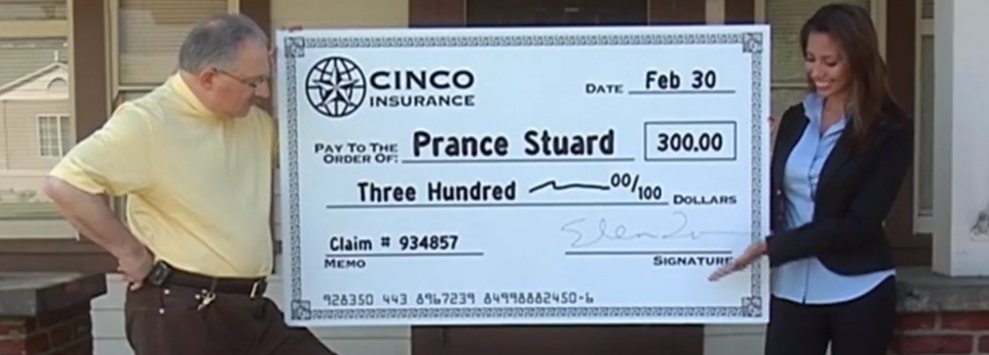 CINCO
INSURANCE
DATE Feb 30
PAY TO THE
ORDER OF: Prance Stuard 300.00
Three Hundred 00/100 DOLLARS
Claim # 934857
MEMO
SIGNATURE
928350 443 8967239 84998882450-6